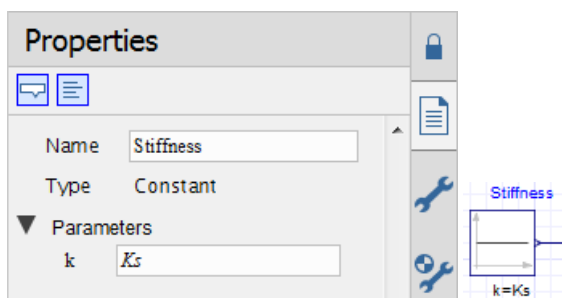 Properties
Name Stiffness
Type Constant
Parameters
k Ks
Stiffness
k=Ks